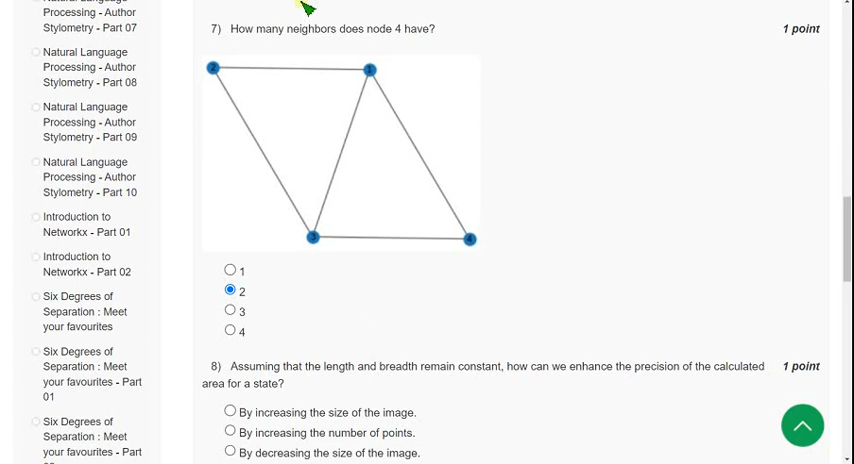 Processing - Author
Stylometry - Part 07
Natural Language
Processing - Author
Stylometry - Part 08
Natural Language
Processing - Author
Stylometry - Part 09
Natural Language
Processing - Author
Stylometry - Part 10
Introduction to
Networkx - Part 01
Introduction to
Networkx - Part 02
Six Degrees of
Separation : Meet
your favourites
Six Degrees of
Separation : Meet
your favourites - Part
01
Six Degrees of
Separation : Meet
your favourites - Part
7) How many neighbors does node 4 have? 1 point
2 1
3 4
1
2
3
4
8) Assuming that the length and breadth remain constant, how can we enhance the precision of the calculated 1 point
area for a state?
By increasing the size of the image.
By increasing the number of points.
By decreasing the size of the image.